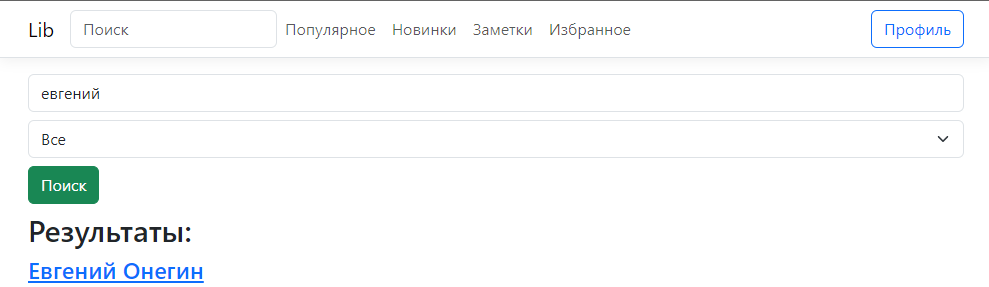 Lib Поиск Популярное Новинки Заметки Избранное Профиль
евгений
Все
Поиск
Результаты:
Евгений Онегин